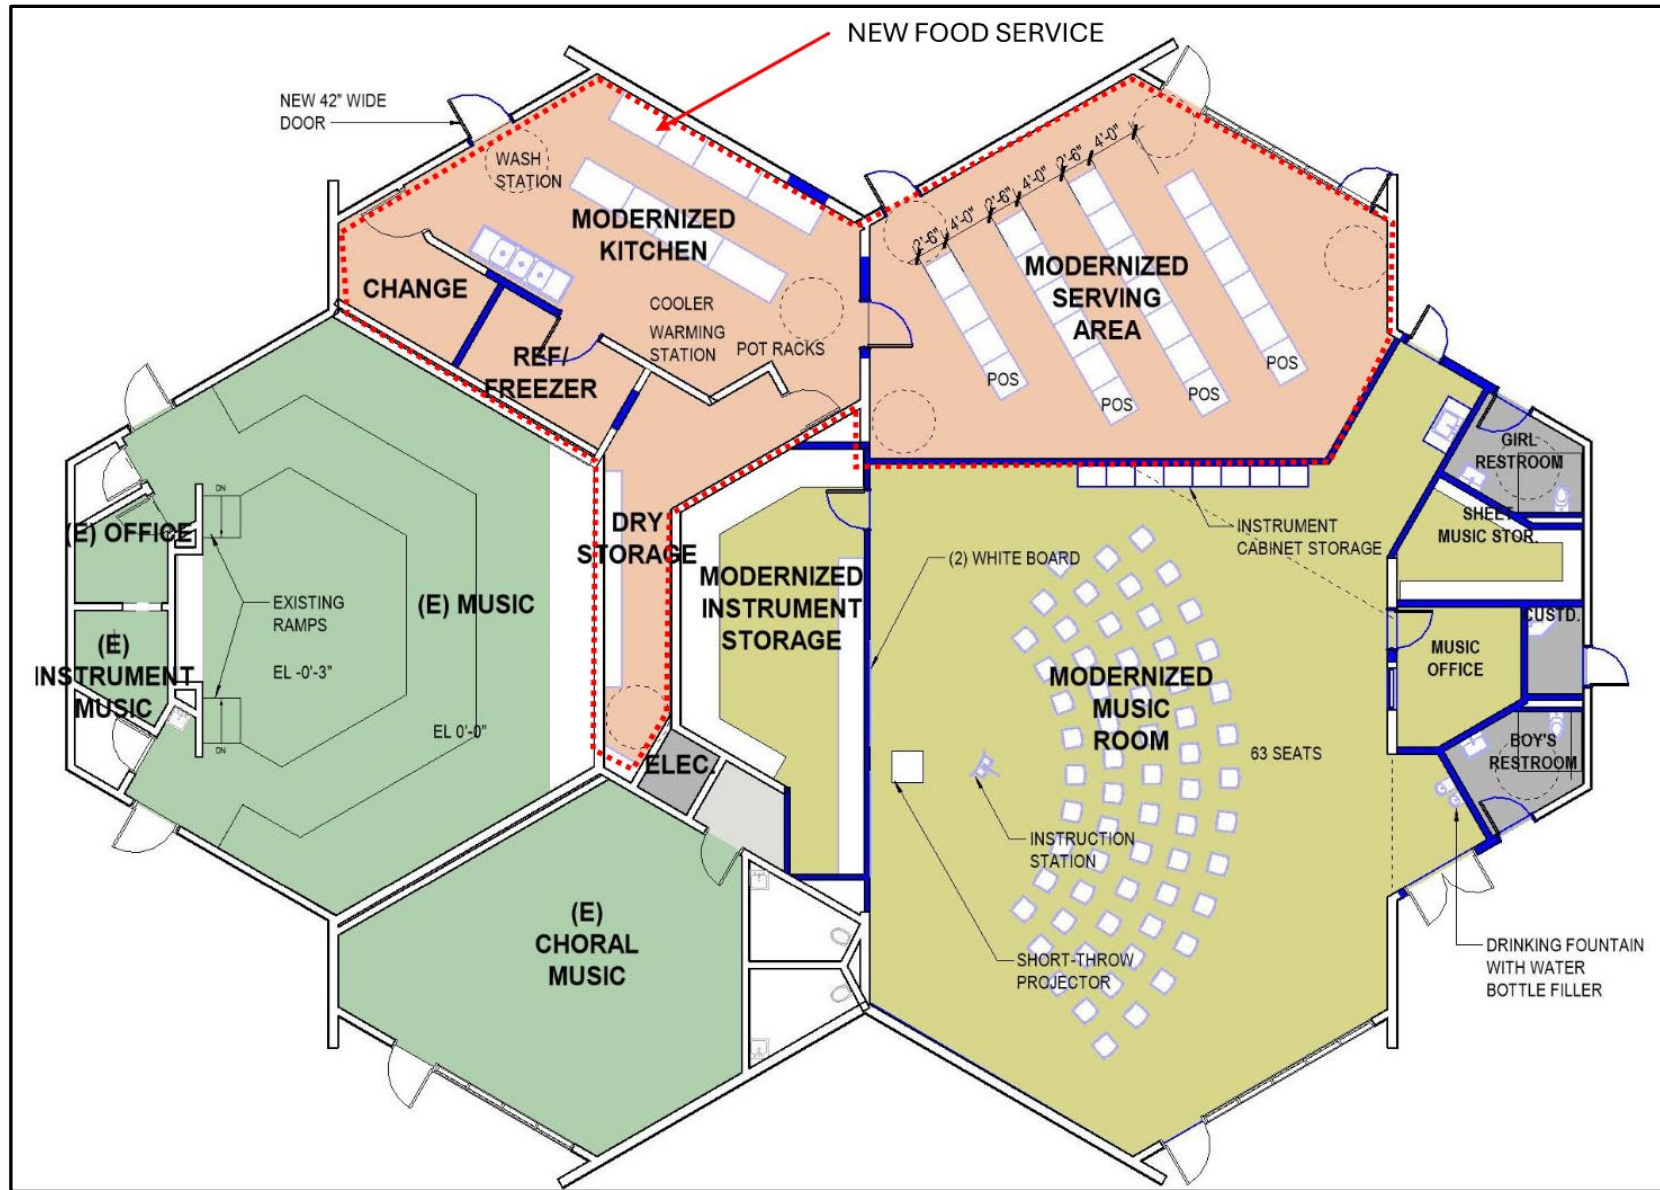 NEW FOOD SERVICE
NEW 42" WIDE
DOOR
WASH
STATION
MODERNIZED
KITCHEN
CHANGE
COOLER
WARMING
STATION
POT RACKS
REF/
FREEZER
2'-6"
4'-0"
2'-6"
4'-0"
2'-6"
4'-0"
MODERNIZED
SERVING
AREA
POS
POS
POS
POS
GIRL
RESTROOM
SHEET
MUSIC STOR.
INSTRUMENT
CABINET STORAGE
DRY
STORAGE
(2) WHITE BOARD
MODERNIZED
INSTRUMENT
STORAGE
DN
(E) OFFICE
(E) MUSIC
EXISTING
RAMPS
EL -0'-3"
EL 0'-0"
(E)
INSTRUMENT
MUSIC
DN
CUSTD.
MUSIC
OFFICE
MODERNIZED
MUSIC
ROOM
63 SEATS
BOY'S
RESTROOM
ELEC.
INSTRUCTION
STATION
(E)
CHORAL
MUSIC
SHORT-THROW
PROJECTOR
DRINKING FOUNTAIN
WITH WATER
BOTTLE FILLER